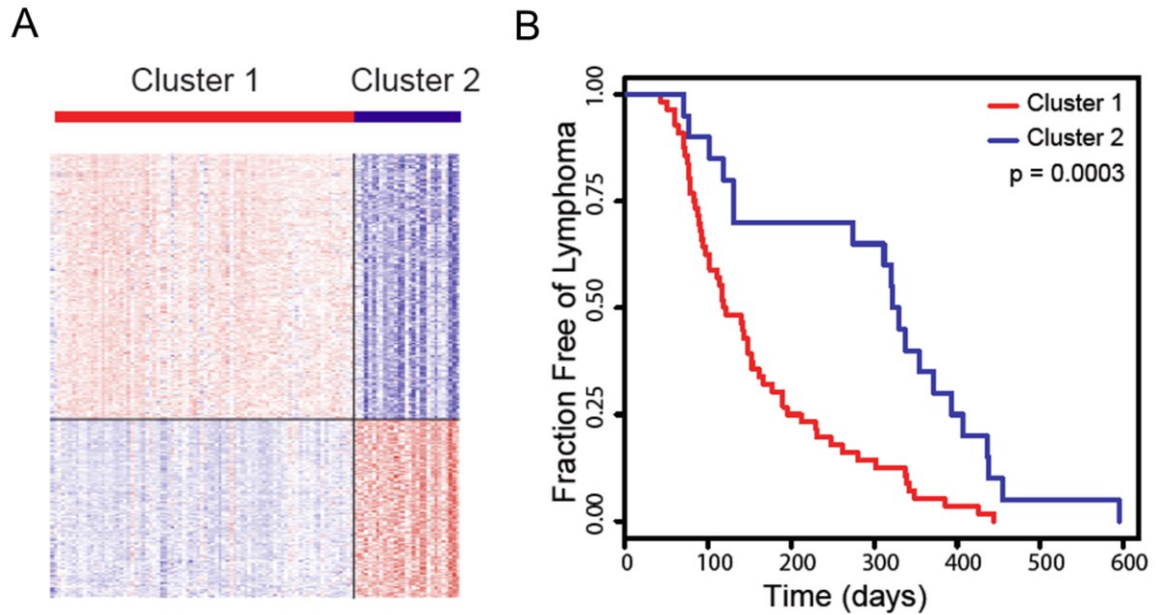 A
Cluster 1
Cluster 2
B
Fraction Free of Lymphoma
1.00
0.75
0.50
0.25
0.00
Cluster 1
Cluster 2
p = 0.0003
0 100 200 300 400 500 600
Time (days)